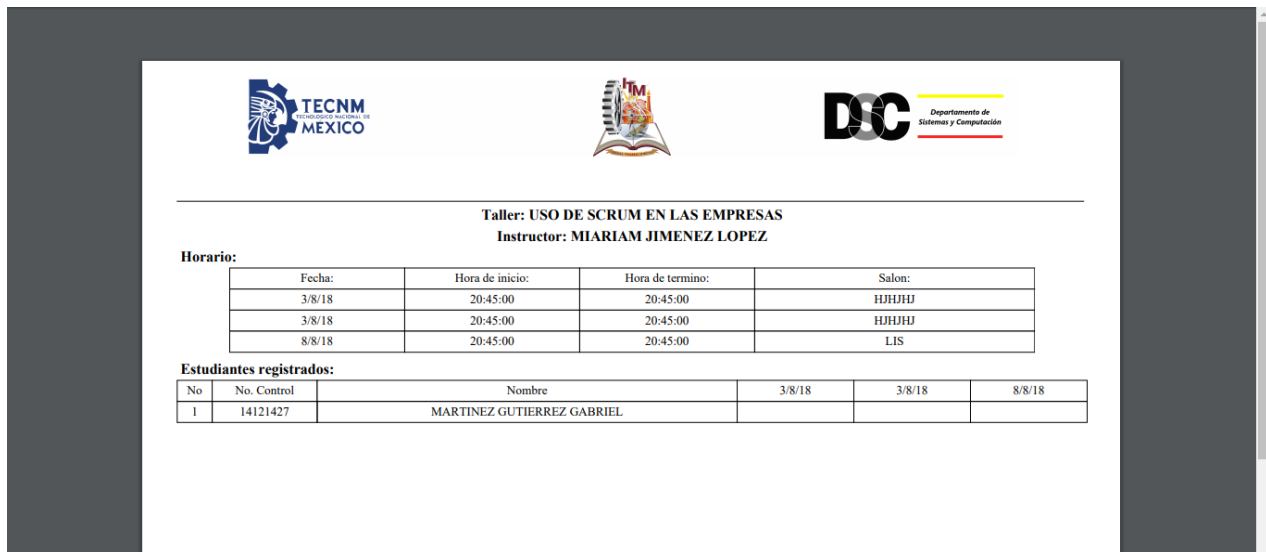 TECNM
TECNOLÓGICO NACIONAL DE
MÉXICO
ITM
DSC
Departamento de
Sistemas y Computación
Taller: USO DE SCRUM EN LAS EMPRESAS
Instructor: MIARIAM JIMENEZ LOPEZ
Horario:
Fecha: Hora de inicio: Hora de termino: Salon:
3/8/18 20:45:00 20:45:00 HJHJHJ
3/8/18 20:45:00 20:45:00 HJHJHJ
8/8/18 20:45:00 20:45:00 LIS
Estudiantes registrados:
No No. Control Nombre 3/8/18 3/8/18 8/8/18
1 14121427 MARTINEZ GUTIERREZ GABRIEL